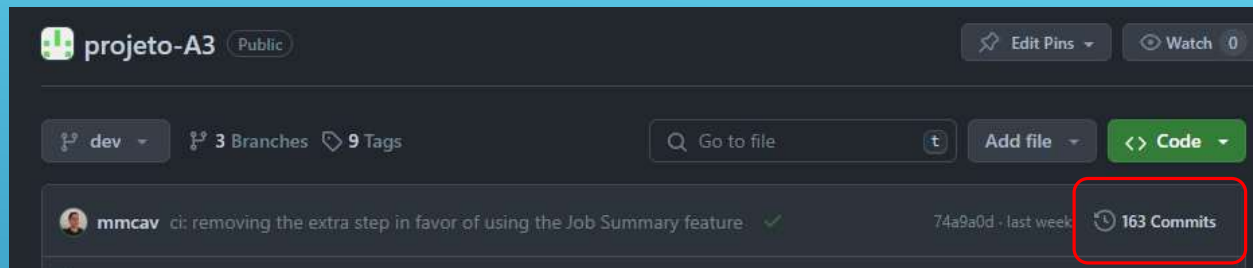 projeto-A3 Public Edit Pins Watch 0
dev 3 Branches 9 Tags Go to file t Add file <> Code
mmcav ci: removing the extra step in favor of using the Job Summary feature 74a9a0d · last week 163 Commits